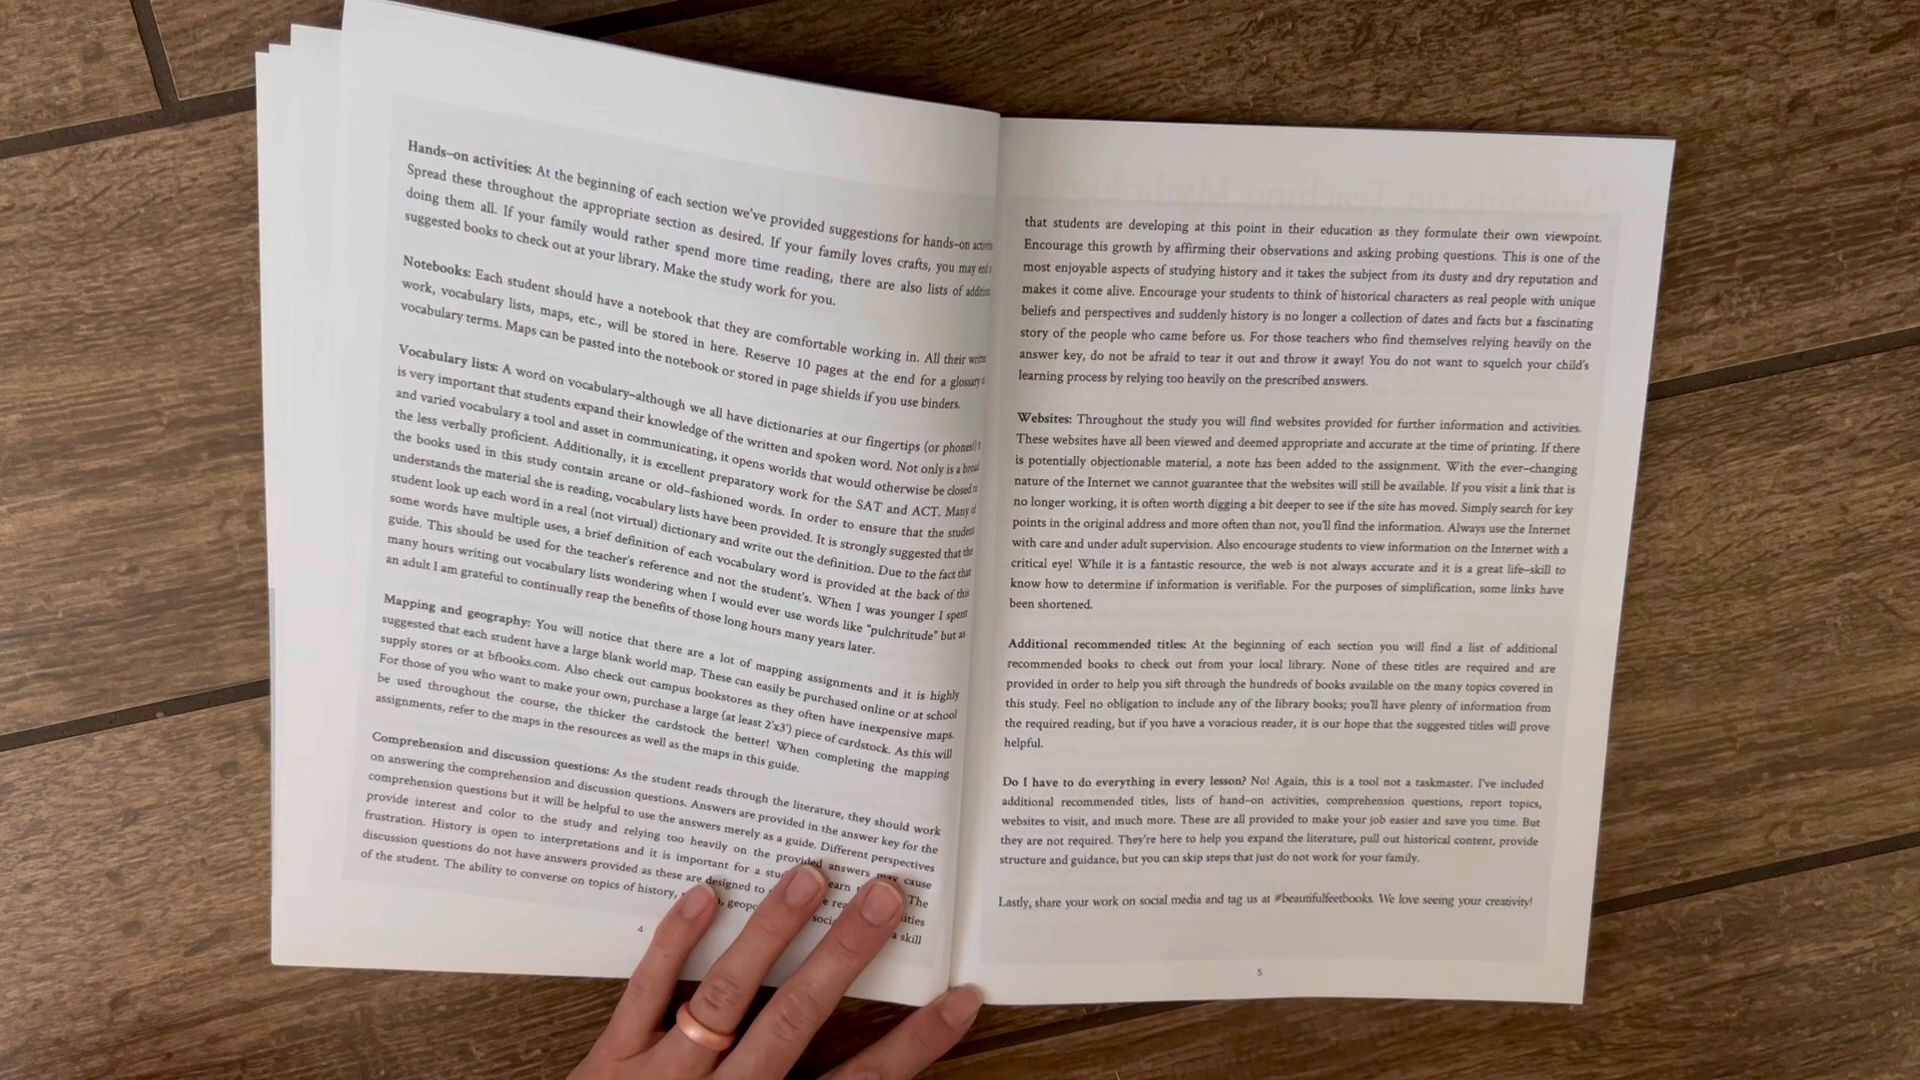 Hands-on activities: At the beginning of each section we've provided suggestions for hands-on
Spread these throughout the appropriate section as desired. If your family loves crafts, you may end
doing them all. If your family would rather spend more time reading, there are also lists of
suggested books to check out at your library. Make the study work for you.
Notebooks: Each student should have a notebook that they are comfortable working in. All their
work, vocabulary lists, maps, etc., will be stored in here. Reserve 10 pages at the end for a glossary
vocabulary terms. Maps can be pasted into the notebook or stored in page shields if you use binders.
Vocabulary lists: A word on vocabulary–although we all have dictionaries at our fingertips (or phones!)
is very important that students expand their knowledge of the written and spoken word. Not only is a broad
and varied vocabulary a tool and asset in communicating, it opens worlds that would otherwise be closed
the less verbally proficient. Additionally, it is excellent preparatory work for the SAT and ACT. Many of
the books used in this study contain arcane or old-fashioned words. In order to ensure that the student
understands the material she is reading, vocabulary lists have been provided. It is strongly suggested that the
student look up each word in a real (not virtual) dictionary and write out the definition. Due to the fact that
some words have multiple uses, a brief definition of each vocabulary word is provided at the back of this
guide. This should be used for the teacher's reference and not the student's. When I was younger I spent
many hours writing out vocabulary lists wondering when I would ever use words like "pulchritude" but as
an adult I am grateful to continually reap the benefits of those long hours many years later.
Mapping and geography: You will notice that there are a lot of mapping assignments and it is highly
suggested that each student have a large blank world map. These can easily be purchased online or at school
supply stores or at bfbooks.com. Also check out campus bookstores as they often have inexpensive maps.
For those of you who want to make your own, purchase a large (at least 2'x3') piece of cardstock. As this will
be used throughout the course, the thicker the cardstock the better! When completing the mapping
assignments, refer to the maps in the resources as well as the maps in this guide.
Comprehension and discussion questions: As the student reads through the literature, they should work
on answering the comprehension and discussion questions. Answers are provided in the answer key for the
comprehension questions but it will be helpful to use the answers merely as a guide. Different perspectives
provide interest and color to the study and relying too heavily on the provided answers may cause
frustration. History is open to interpretations and it is important for a The
discussion questions do not have answers provided as these are designed to
of the student. The ability to converse on topics of history, a skill
4
that students are developing at this point in their education as they formulate their own viewpoint.
Encourage this growth by affirming their observations and asking probing questions. This is one of the
most enjoyable aspects of studying history and it takes the subject from its dusty and dry reputation and
makes it come alive. Encourage your students to think of historical characters as real people with unique
beliefs and perspectives and suddenly history is no longer a collection of dates and facts but a fascinating
story of the people who came before us. For those teachers who find themselves relying heavily on the
answer key, do not be afraid to tear it out and throw it away! You do not want to squelch your child's
learning process by relying too heavily on the prescribed answers.
Websites: Throughout the study you will find websites provided for further information and activities.
These websites have all been viewed and deemed appropriate and accurate at the time of printing. If there
is potentially objectionable material, a note has been added to the assignment. With the ever-changing
nature of the Internet we cannot guarantee that the websites will still be available. If you visit a link that is
no longer working, it is often worth digging a bit deeper to see if the site has moved. Simply search for key
points in the original address and more often than not, you'll find the information. Always use the Internet
with care and under adult supervision. Also encourage students to view information on the Internet with a
critical eye! While it is a fantastic resource, the web is not always accurate and it is a great life-skill to
know how to determine if information is verifiable. For the purposes of simplification, some links have
been shortened.
Additional recommended titles: At the beginning of each section you will find a list of additional
recommended books to check out from your local library. None of these titles are required and are
provided in order to help you sift through the hundreds of books available on the many topics covered in
this study. Feel no obligation to include any of the library books; you'll have plenty of information from
the required reading, but if you have a voracious reader, it is our hope that the suggested titles will prove
helpful.
Do I have to do everything in every lesson? No! Again, this is a tool not a taskmaster. I've included
additional recommended titles, lists of hand-on activities, comprehension questions, report topics,
websites to visit, and much more. These are all provided to make your job easier and save you time. But
they are not required. They're here to help you expand the literature, pull out historical content, provide
structure and guidance, but you can skip steps that just do not work for your family.
Lastly, share your work on social media and tag us at #beautifulfeetbooks. We love seeing your creativity!
5